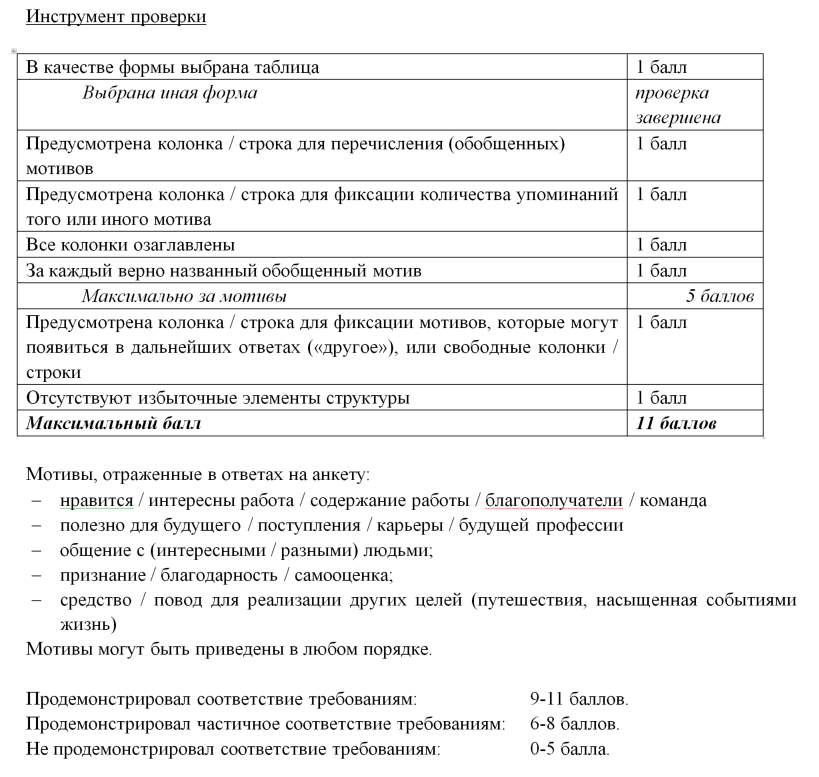 Инструмент проверки
В качестве формы выбрана таблица 1 балл
Выбрана иная форма проверка
завершена
Предусмотрена колонка / строка для перечисления (обобщенных) 1 балл
мотивов
Предусмотрена колонка / строка для фиксации количества упоминаний 1 балл
того или иного мотива
Все колонки озаглавлены 1 балл
За каждый верно названный обобщенный мотив 1 балл
Максимально за мотивы 5 баллов
Предусмотрена колонка / строка для фиксации мотивов, которые могут 1 балл
появиться в дальнейших ответах («другое»), или свободные колонки /
строки
Отсутствуют избыточные элементы структуры 1 балл
Максимальный балл 11 баллов
Мотивы, отраженные в ответах на анкету:
– нравится / интересны работа / содержание работы / благополучатели / команда
– полезно для будущего / поступления / карьеры / будущей профессии
– общение с (интересными / разными) людьми;
– признание / благодарность / самооценка;
– средство / повод для реализации других целей (путешествия, насыщенная событиями
жизнь)
Мотивы могут быть приведены в любом порядке.
Продемонстрировал соответствие требованиям: 9-11 баллов.
Продемонстрировал частичное соответствие требованиям: 6-8 баллов.
Не продемонстрировал соответствие требованиям: 0-5 балла.